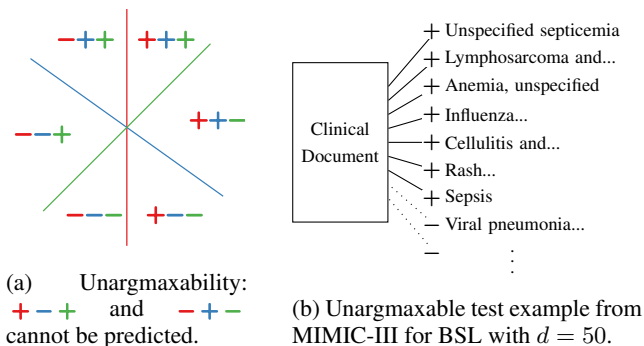 − + + + + +
+ + −
− − +
− − − + − −
(a) Unargmaxability:
+ − + and − + −
cannot be predicted.
Clinical
Document
+ Unspecified septicemia
+ Lymphosarcoma and...
+ Anemia, unspecified
+ Influenza...
+ Cellulitis and...
+ Rash...
+ Sepsis
− Viral pneumonia...
− ⋮
(b) Unargmaxable test example from
MIMIC-III for BSL with d = 50.